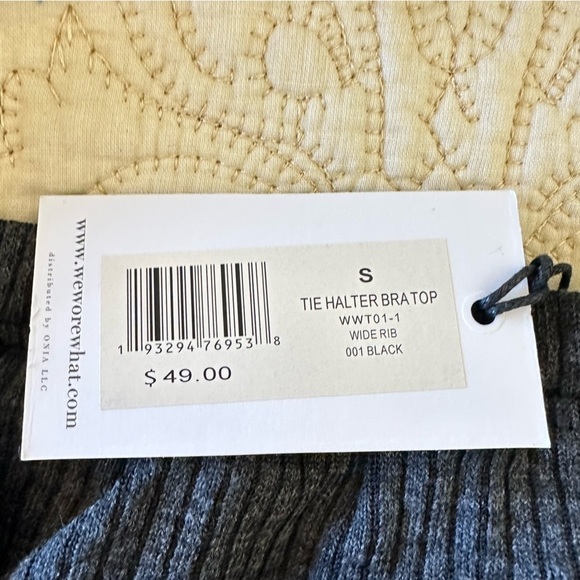 www.weworewhat.com
distributed by ONIA LLC
S
TIE HALTER BRA TOP
WWT01-1
WIDE RIB
001 BLACK
1 93294 76953 8
$ 49.00